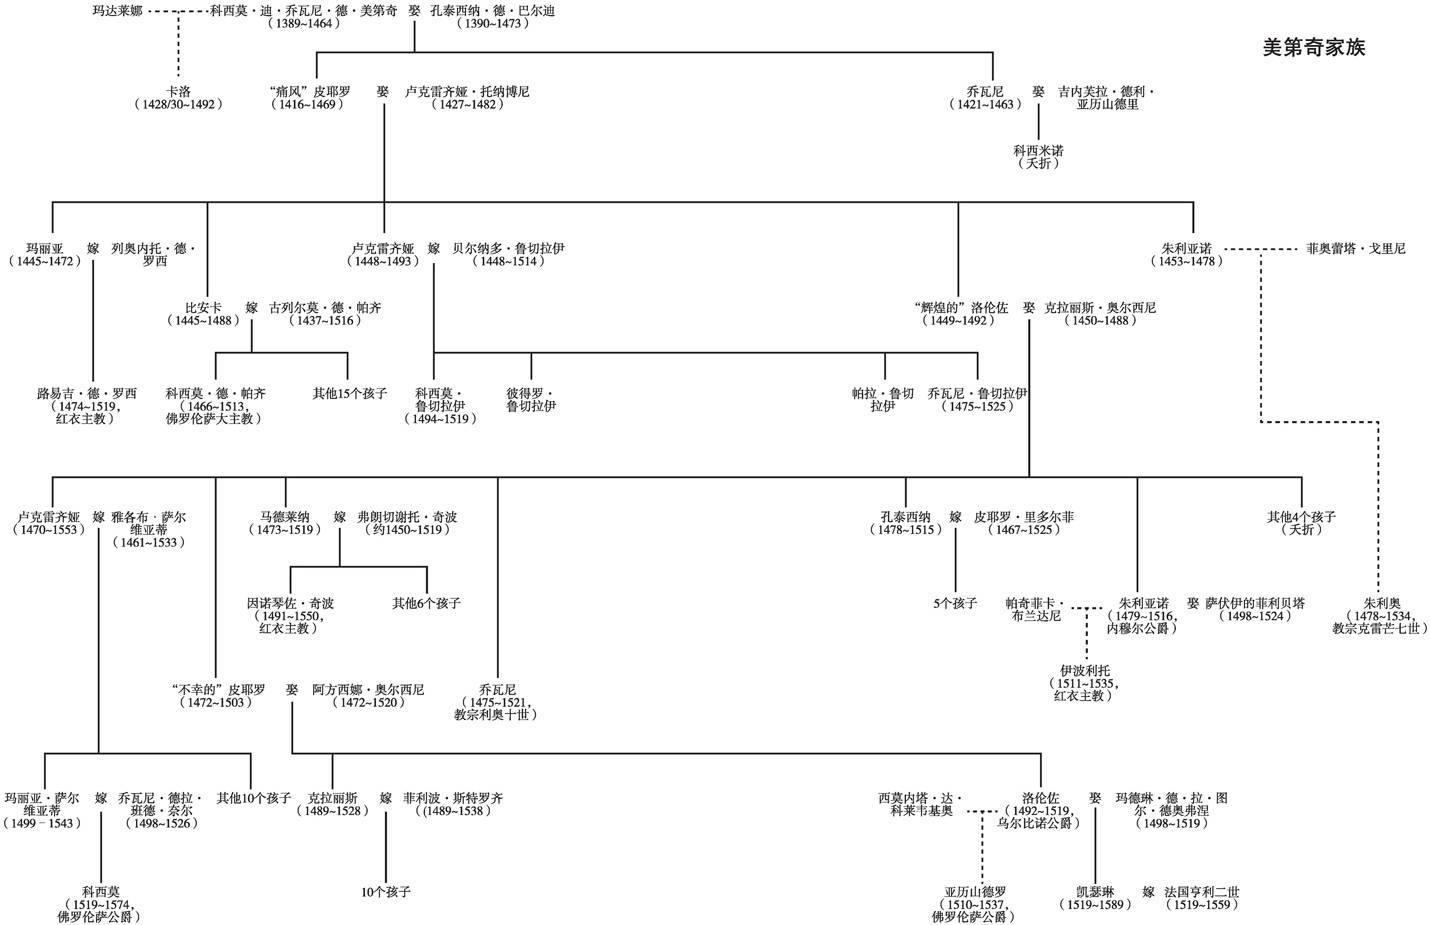 美第奇家族
玛达莱娜
科西莫·迪·乔瓦尼·德·美第奇
（1389~1464）
娶
孔泰西纳·德·巴尔迪
（1390~1473）
卡洛
（1428/30~1492）
“痛风”皮耶罗
（1416~1469）
娶
卢克雷齐娅·托纳博尼
（1427~1482）
乔瓦尼
（1421~1463）
娶
吉内芙拉·德利·
亚历山德里
科西米诺
（夭折）
玛丽亚
（1445~1472）
嫁
列奥内托·德·
罗西
卢克雷齐娅
（1448~1493）
嫁
贝尔纳多·鲁切拉伊
（1448~1514）
朱利亚诺
（1453~1478）
菲奥蕾塔·戈里尼
比安卡
（1445~1488）
嫁
古列尔莫·德·帕齐
（1437~1516）
“辉煌的”洛伦佐
（1449~1492）
娶
克拉丽斯·奥尔西尼
（1450~1488）
路易吉·德·罗西
（1474~1519，
红衣主教）
科西莫·德·帕齐
（1466~1513，
佛罗伦萨大主教）
其他15个孩子
科西莫·
鲁切拉伊
（1494~1519）
彼得罗·
鲁切拉伊
帕拉·鲁切
拉伊
乔瓦尼·鲁切拉伊
（1475~1525）
卢克雷齐娅
（1470~1553）
嫁
雅各布·萨尔
维亚蒂
（1461~1533）
马德莱纳
（1473~1519）
嫁
弗朗切谢托·奇波
（约1450~1519）
孔泰西纳
（1478~1515）
嫁
皮耶罗·里多尔菲
（1467~1525）
其他4个孩子
（夭折）
因诺琴佐·奇波
（1491~1550，
红衣主教）
其他6个孩子
5个孩子
帕奇菲卡·
布兰达尼
朱利亚诺
（1479~1516，
内穆尔公爵）
娶
萨伏伊的菲利贝塔
（1498~1524）
朱利奥
（1478~1534，
教宗克雷芒七世）
伊波利托
（1511~1535，
红衣主教）
“不幸的”皮耶罗
（1472~1503）
娶
阿方西娜·奥尔西尼
（1472~1520）
乔瓦尼
（1475~1521，
教宗利奥十世）
玛丽亚·萨尔
维亚蒂
（1499–1543）
嫁
乔瓦尼·德拉·
班德·奈尔
（1498~1526）
其他10个孩子
克拉丽斯
（1489~1528）
嫁
菲利波·斯特罗齐
（(1489~1538）
西莫内塔·达·
科莱韦基奥
洛伦佐
（1492~1519，
乌尔比诺公爵）
娶
玛德琳·德·拉·图
尔·德奥弗涅
（1498~1519）
科西莫
（1519~1574，
佛罗伦萨公爵）
10个孩子
亚历山德罗
（1510~1537，
佛罗伦萨公爵）
凯瑟琳
（1519~1589）
嫁
法国亨利二世
（1519~1559）